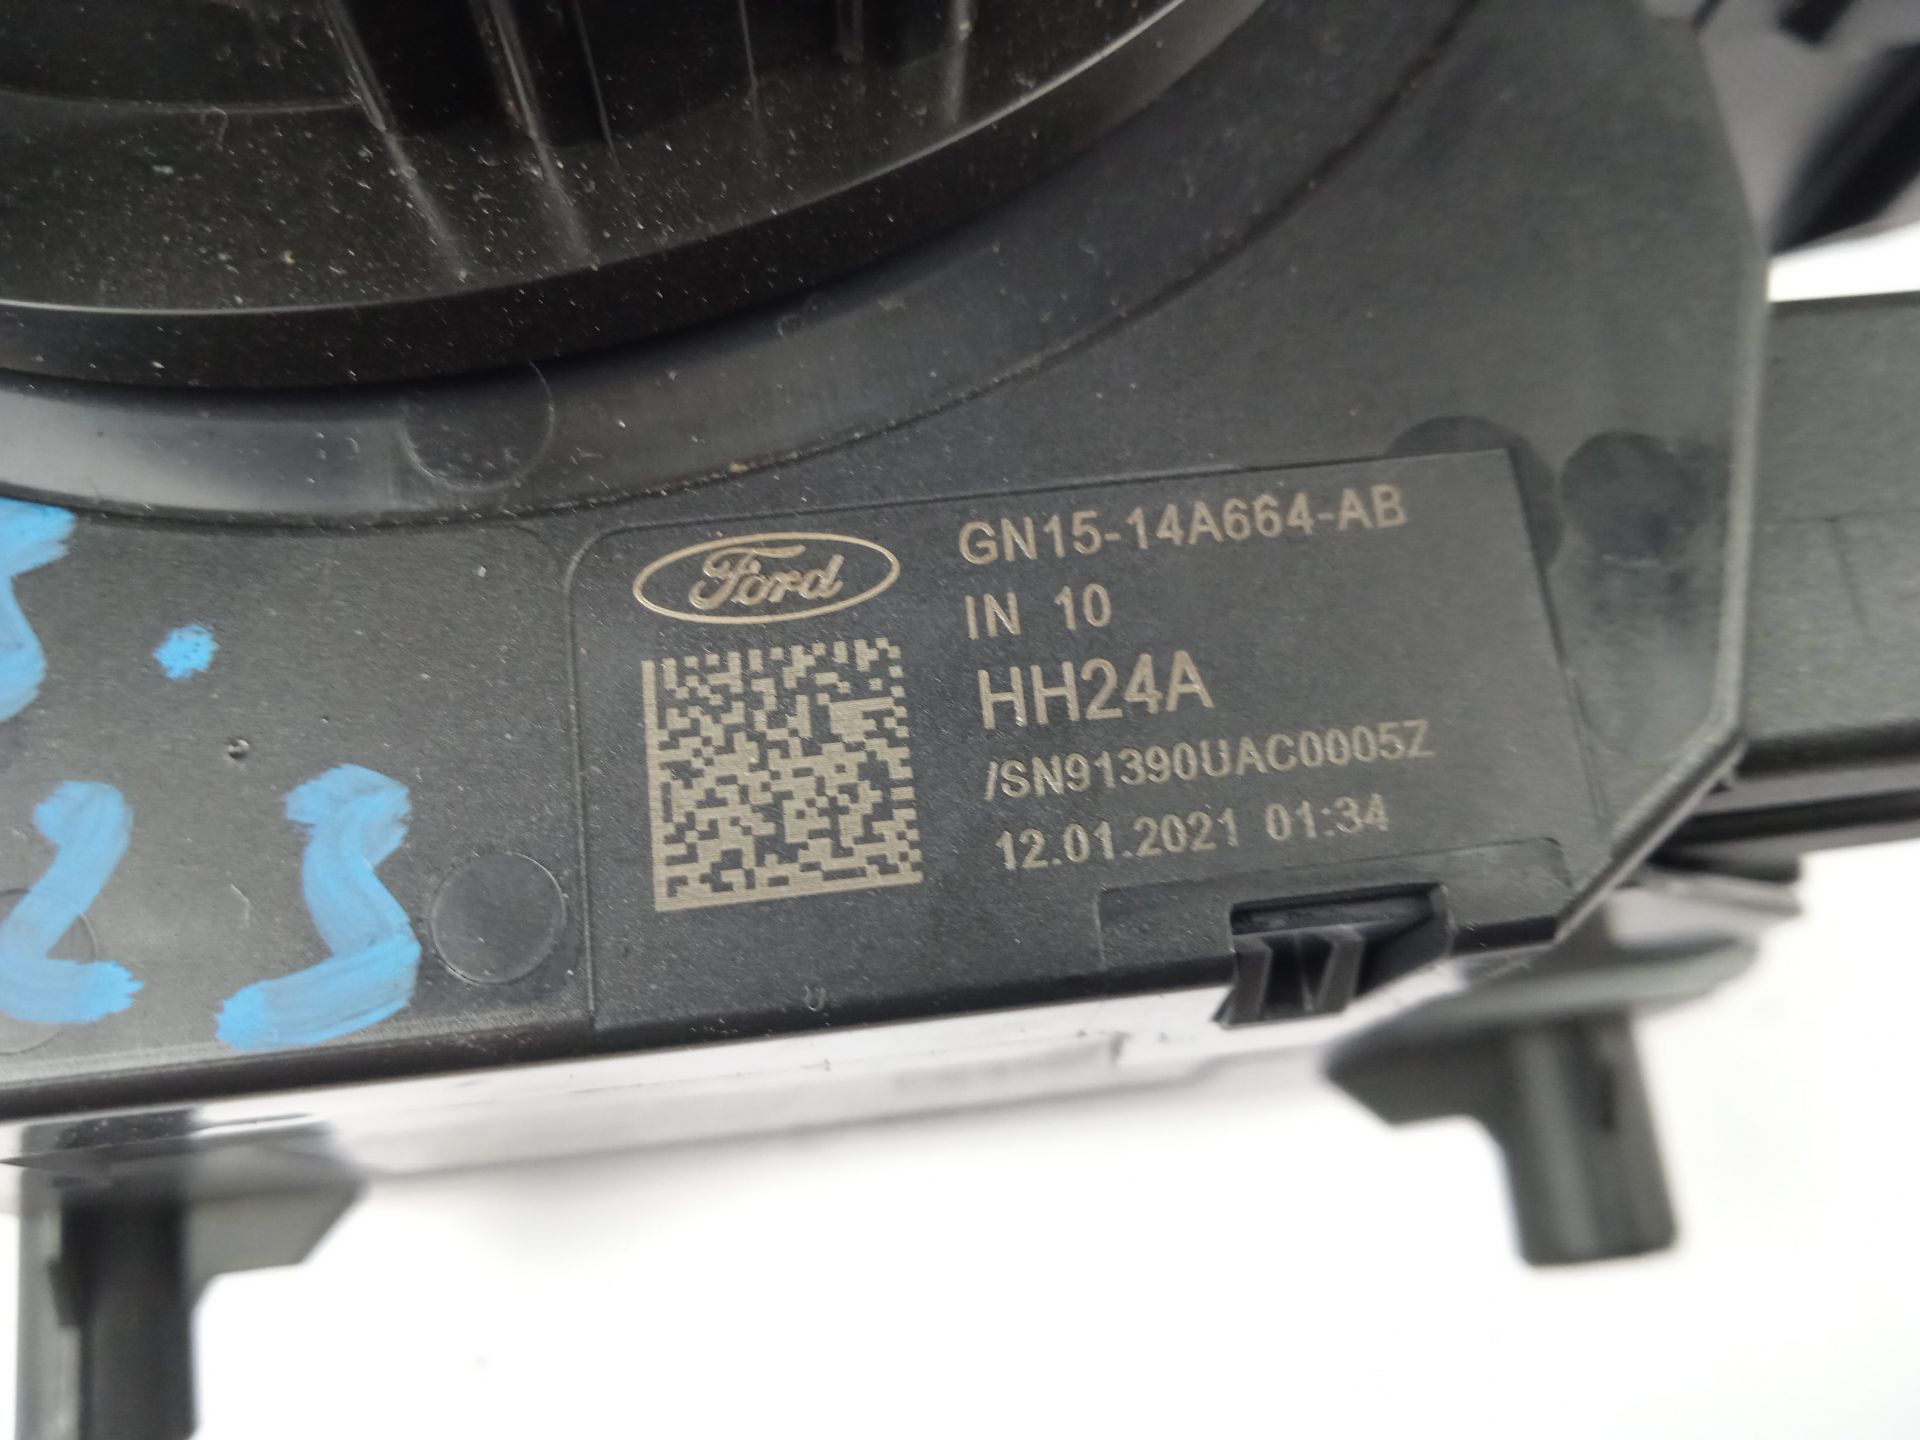 Ford
GN15-14A664-AB
IN 10
HH24A
/SN91390UAC0005Z
12.01.2021 01:34